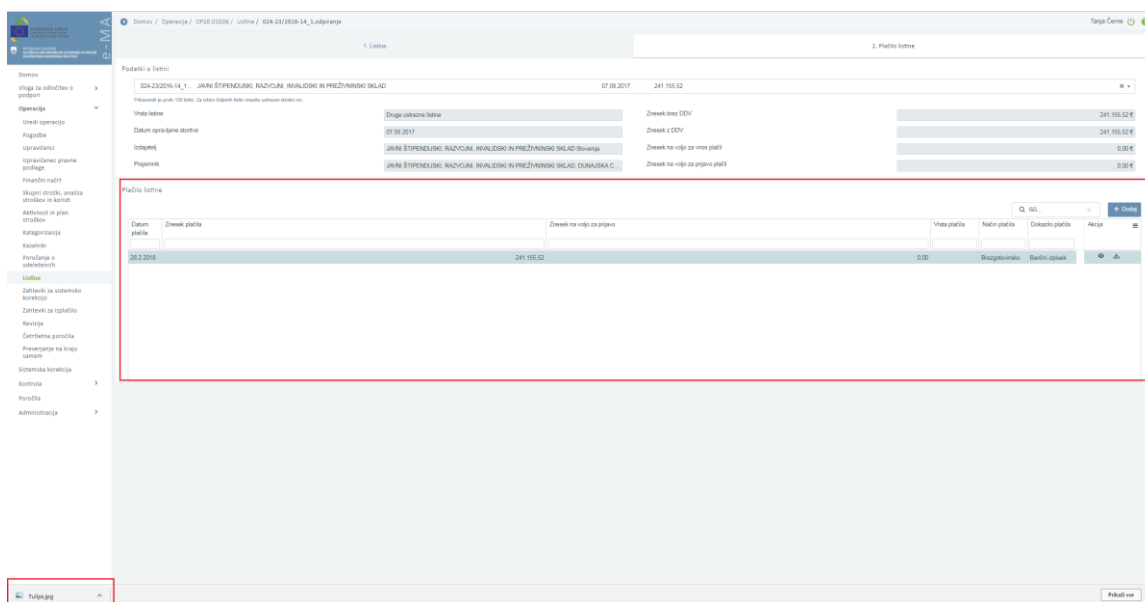 e-MA
Domov / Operacije / OP20.01928 / Listine / 024-23/2016-14_1.odpiranje
Tanja Černe
1. Listina
2. Plačilo listine
Domov
Vloga za odločitev o podpori
Operacija
Uredi operacijo
Pogodbe
Upravičenci
Upravičenec pravne podlage
Finančni načrt
Skupni stroški, analiza stroškov in koristi
Aktivnost in plan stroškov
Kategorizacija
Kazalniki
Poročanje o udeležencih
Listine
Zahtevki za sistemsko korekcijo
Zahtevki za izplačilo
Revizije
Četrtletna poročila
Preverjanje na kraju samem
Sistemska korekcija
Kontrola
Poročila
Administracija
Podatki o listini
024-23/2016-14_1... JAVNI ŠTIPENDIJSKI, RAZVOJNI, INVALIDSKI IN PREŽIVNINSKI SKLAD 07.08.2017 241.155,52
Vrsta listine Druge ustrezne listine Znesek brez DDV 241.155,52 €
Datum opravljene storitve 07.08.2017 Znesek z DDV 241.155,52 €
Izdajatelj JAVNI ŠTIPENDIJSKI, RAZVOJNI, INVALIDSKI IN PREŽIVNINSKI SKLAD Slovenija Znesek na voljo za vnos plačil 0,00 €
Prejemnik JAVNI ŠTIPENDIJSKI, RAZVOJNI, INVALIDSKI IN PREŽIVNINSKI SKLAD, DUNAJSKA C... Znesek na voljo za prijavo plačil 0,00 €
Plačilo listine
Išči...
+ Dodaj
Datum plačila Znesek plačila Znesek na voljo za prijavo Vrsta plačila Način plačila Dokazilo plačila Akcije
28.2.2018 241.155,52 0,00 Brezgotovinsko Bančni izpisek
Tulips.jpg
Prikaži vse